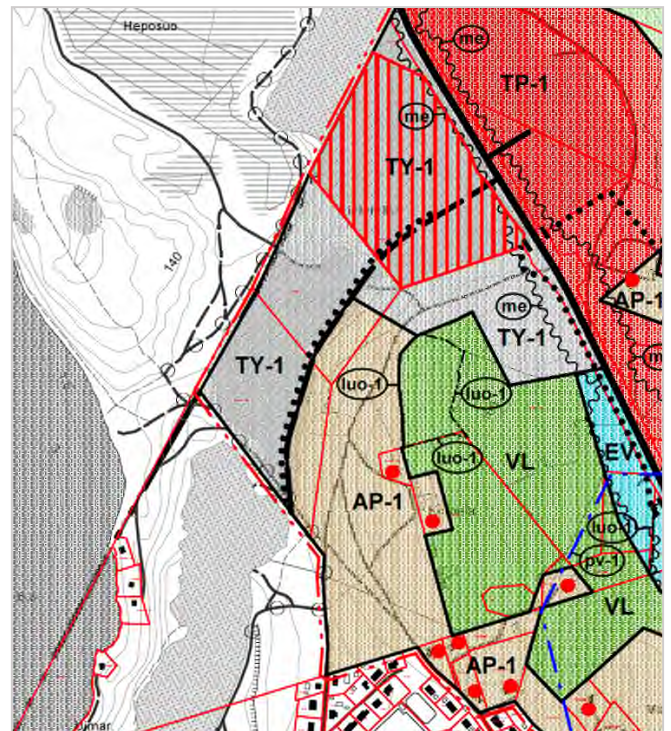 Heposuo
me
TP-1
me
TY-1
140
AP-1
me
TY-1
TY-1
luo-1
luo-1
luo-1
VL
EV
AP-1
luo-1
pv-1
VL
AP-1